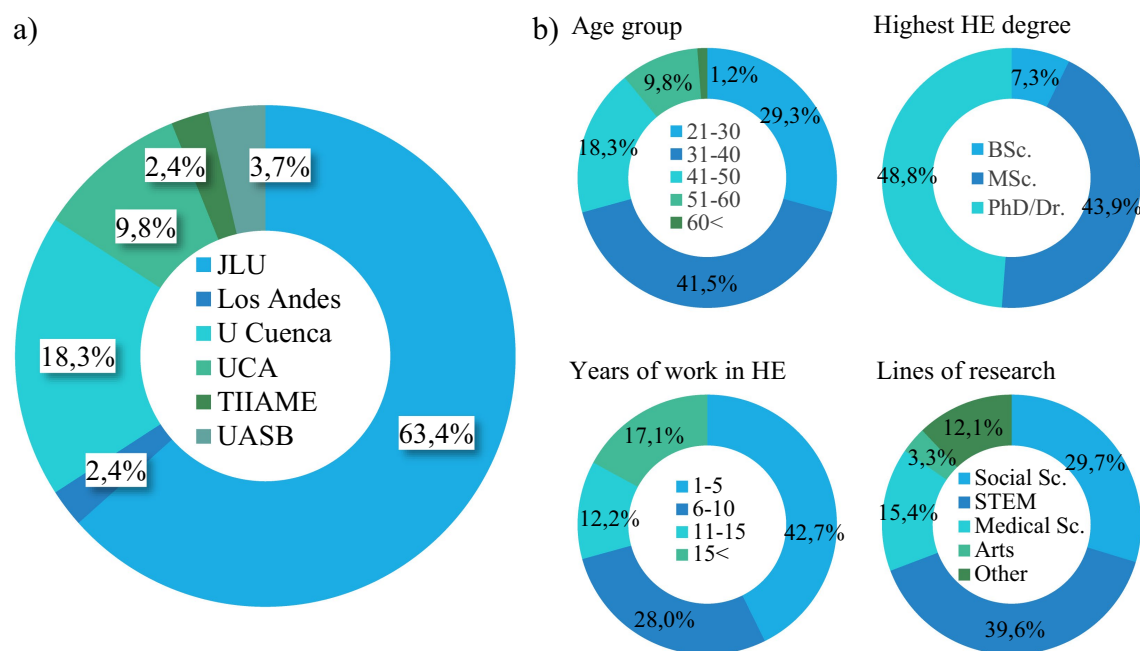 a)
2,4%
3,7%
9,8%
18,3%
2,4%
63,4%
JLU
Los Andes
U Cuenca
UCA
TIIAME
UASB
b)
Age group
1,2%
9,8%
29,3%
18,3%
41,5%
21-30
31-40
41-50
51-60
60<
Highest HE degree
7,3%
48,8%
43,9%
BSc.
MSc.
PhD/Dr.
Years of work in HE
17,1%
12,2%
42,7%
28,0%
1-5
6-10
11-15
15<
Lines of research
12,1%
3,3%
29,7%
15,4%
39,6%
Social Sc.
STEM
Medical Sc.
Arts
Other